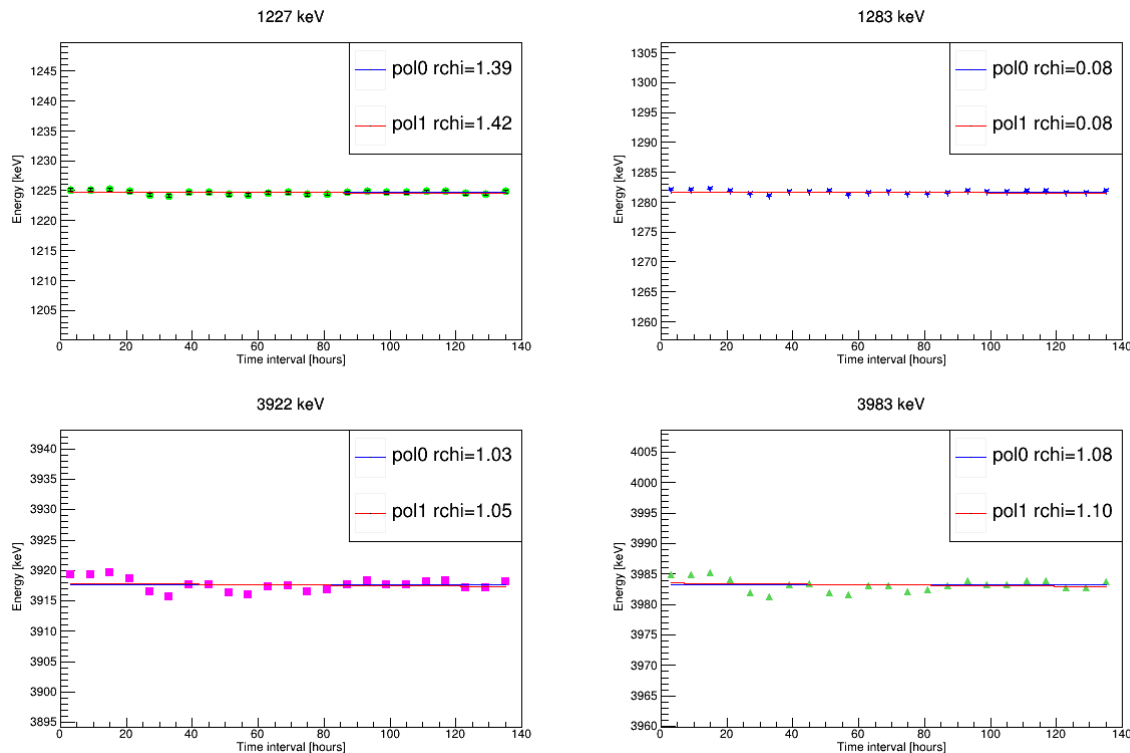 1227 keV
pol0 rchi=1.39
pol1 rchi=1.42
Energy [keV]
1245
1240
1235
1230
1225
1220
1215
1210
1205
0 20 40 60 80 100 120 140
Time interval [hours]
1283 keV
pol0 rchi=0.08
pol1 rchi=0.08
Energy [keV]
1305
1300
1295
1290
1285
1280
1275
1270
1265
1260
0 20 40 60 80 100 120 140
Time interval [hours]
3922 keV
pol0 rchi=1.03
pol1 rchi=1.05
Energy [keV]
3940
3935
3930
3925
3920
3915
3910
3905
3900
3895
0 20 40 60 80 100 120 140
Time interval [hours]
3983 keV
pol0 rchi=1.08
pol1 rchi=1.10
Energy [keV]
4005
4000
3995
3990
3985
3980
3975
3970
3965
3960
0 20 40 60 80 100 120 140
Time interval [hours]